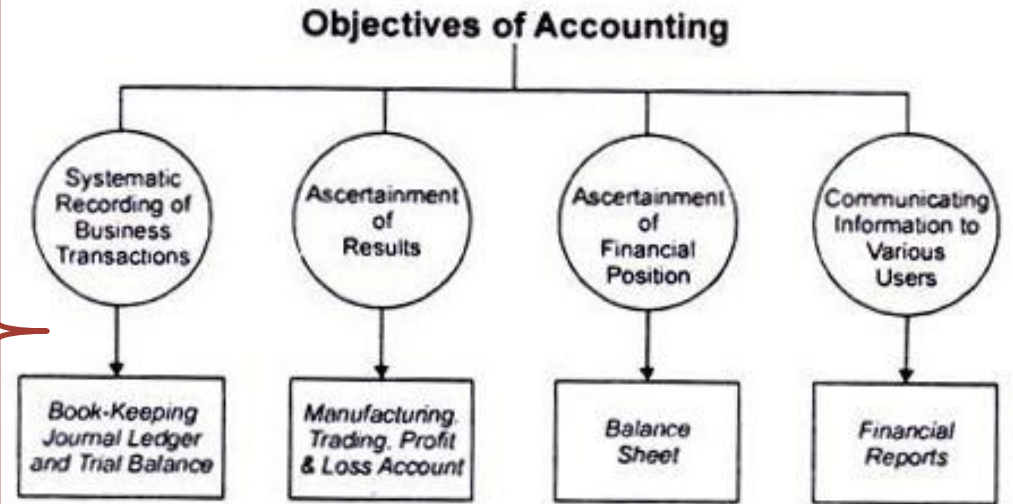 Objectives of Accounting
Systematic
Recording of
Business
Transactions
Ascertainment
of
Results
Ascertainment
of
Financial
Position
Communicating
Information to
Various
Users
Book-Keeping
Journal Ledger
and Trial Balance
Manufacturing,
Trading, Profit
& Loss Account
Balance
Sheet
Financial
Reports